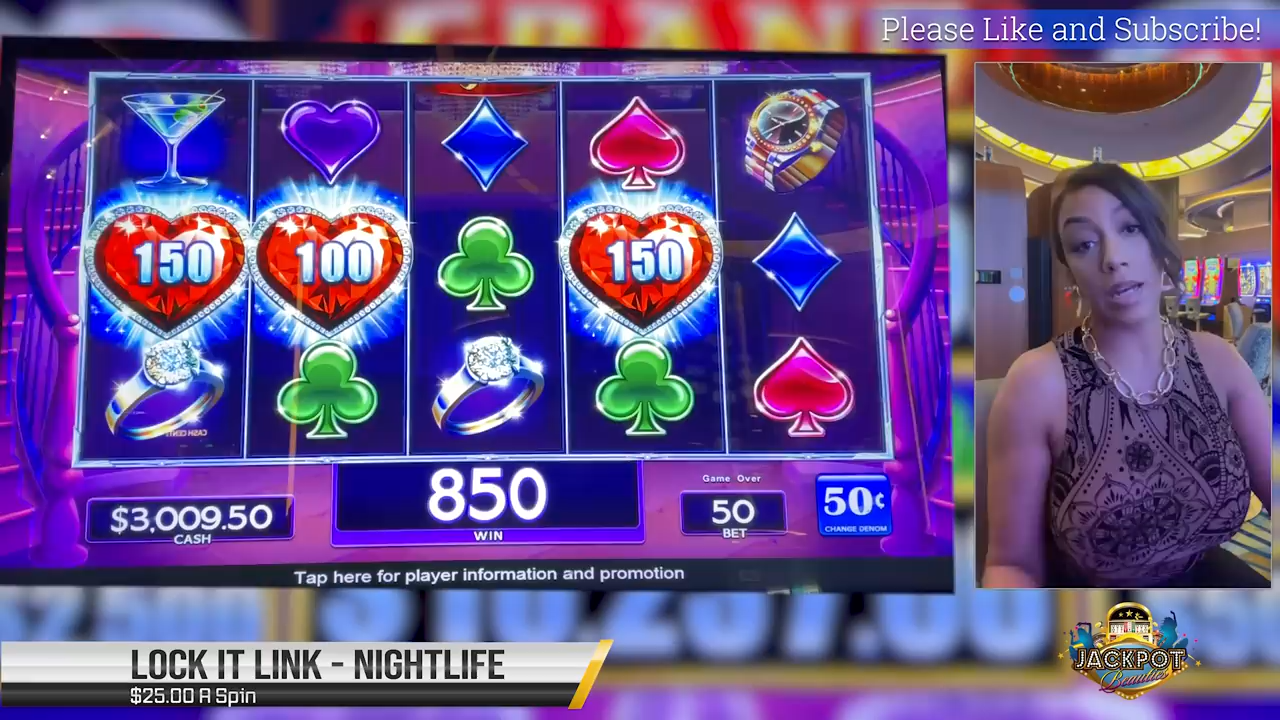 Please Like and Subscribe!
150
100
150
850
WIN
$3,009.50
CASH
Game Over
50
BET
50¢
CHANGE DENOM
Tap here for player information and promotion
LOCK IT LINK - NIGHTLIFE
$25.00 A Spin
JACKPOT
Beauties